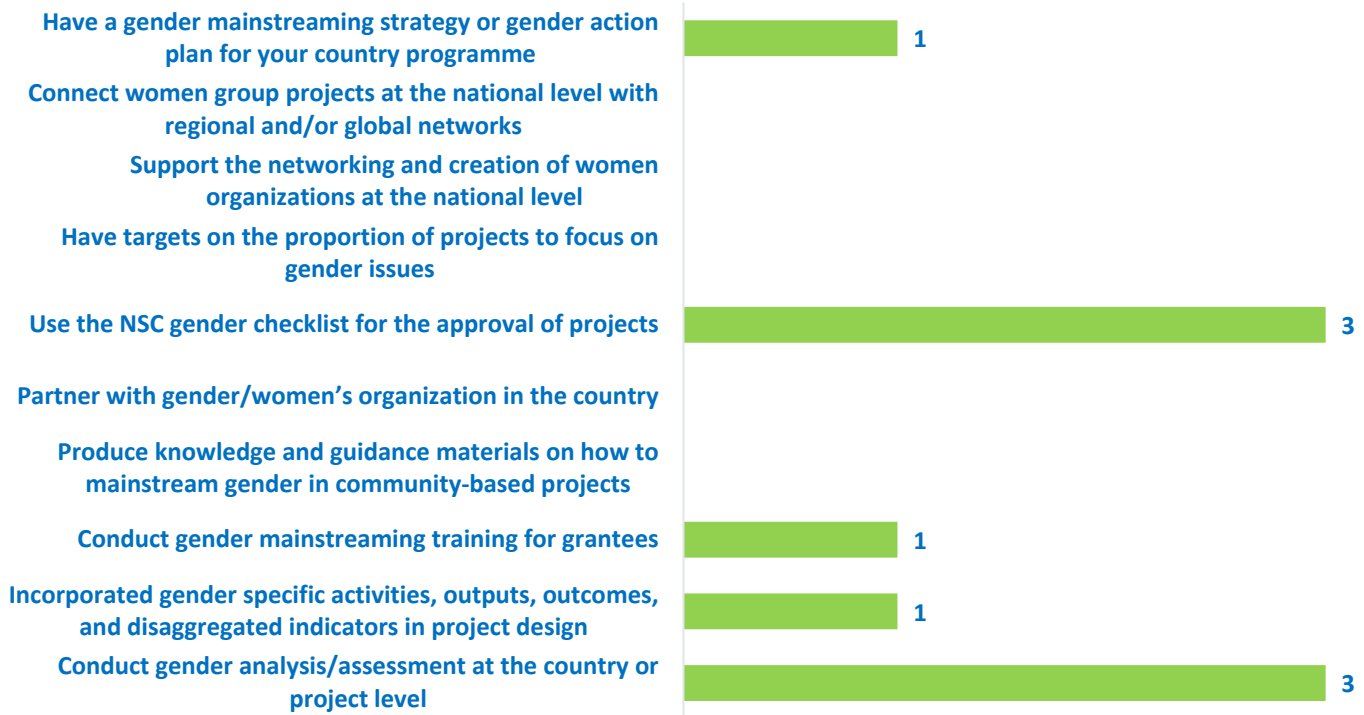 Have a gender mainstreaming strategy or gender action
plan for your country programme
1
Connect women group projects at the national level with
regional and/or global networks
Support the networking and creation of women
organizations at the national level
Have targets on the proportion of projects to focus on
gender issues
Use the NSC gender checklist for the approval of projects
3
Partner with gender/women’s organization in the country
Produce knowledge and guidance materials on how to
mainstream gender in community-based projects
Conduct gender mainstreaming training for grantees
1
Incorporated gender specific activities, outputs, outcomes,
and disaggregated indicators in project design
1
Conduct gender analysis/assessment at the country or
project level
3